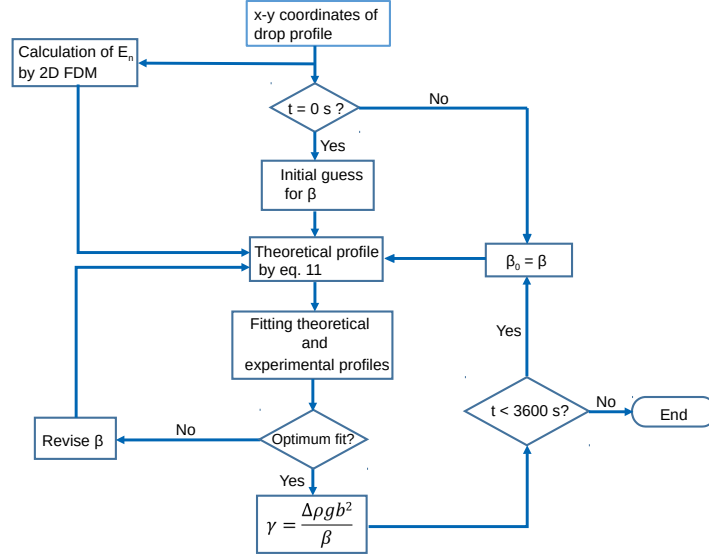 x-y coordinates of
drop profile
Calculation of Eₙ
by 2D FDM
t = 0 s ?
No
Yes
Initial guess
for β
Theoretical profile
by eq. 11
β₀ = β
Fitting theoretical
and
experimental profiles
Yes
t < 3600 s?
No
End
Optimum fit?
No
Revise β
Yes
γ = Δρgb²/β